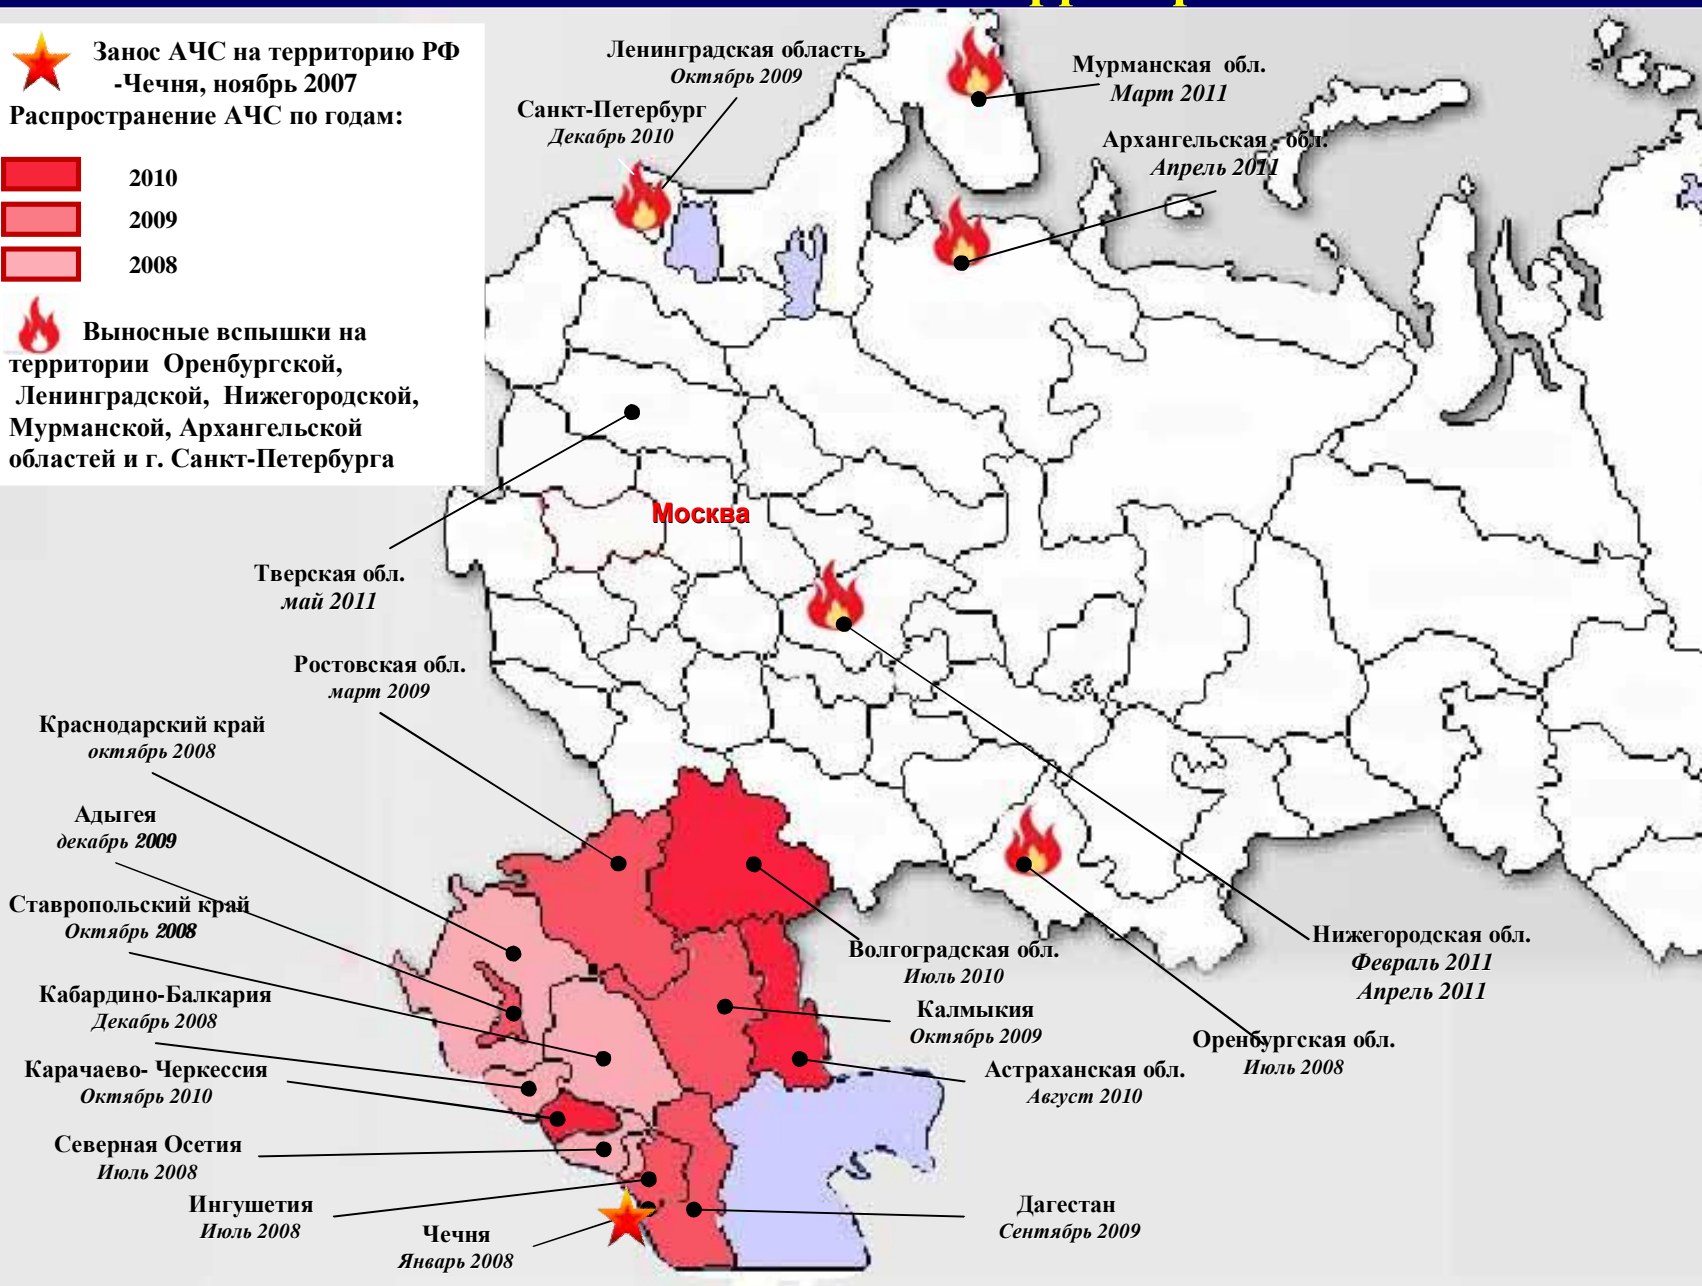 Занос АЧС на территорию РФ
-Чечня, ноябрь 2007
Распространение АЧС по годам:
2010
2009
2008
Выносные вспышки на
территории Оренбургской,
Ленинградской, Нижегородской,
Мурманской, Архангельской
областей и г. Санкт-Петербурга
Ленинградская область
Октябрь 2009
Санкт-Петербург
Декабрь 2010
Мурманская обл.
Март 2011
Архангельская обл.
Апрель 2011
Москва
Тверская обл.
май 2011
Ростовская обл.
март 2009
Краснодарский край
октябрь 2008
Адыгея
декабрь 2009
Ставропольский край
Октябрь 2008
Кабардино-Балкария
Декабрь 2008
Карачаево- Черкессия
Октябрь 2010
Северная Осетия
Июль 2008
Ингушетия
Июль 2008
Чечня
Январь 2008
Волгоградская обл.
Июль 2010
Калмыкия
Октябрь 2009
Астраханская обл.
Август 2010
Дагестан
Сентябрь 2009
Нижегородская обл.
Февраль 2011
Апрель 2011
Оренбургская обл.
Июль 2008